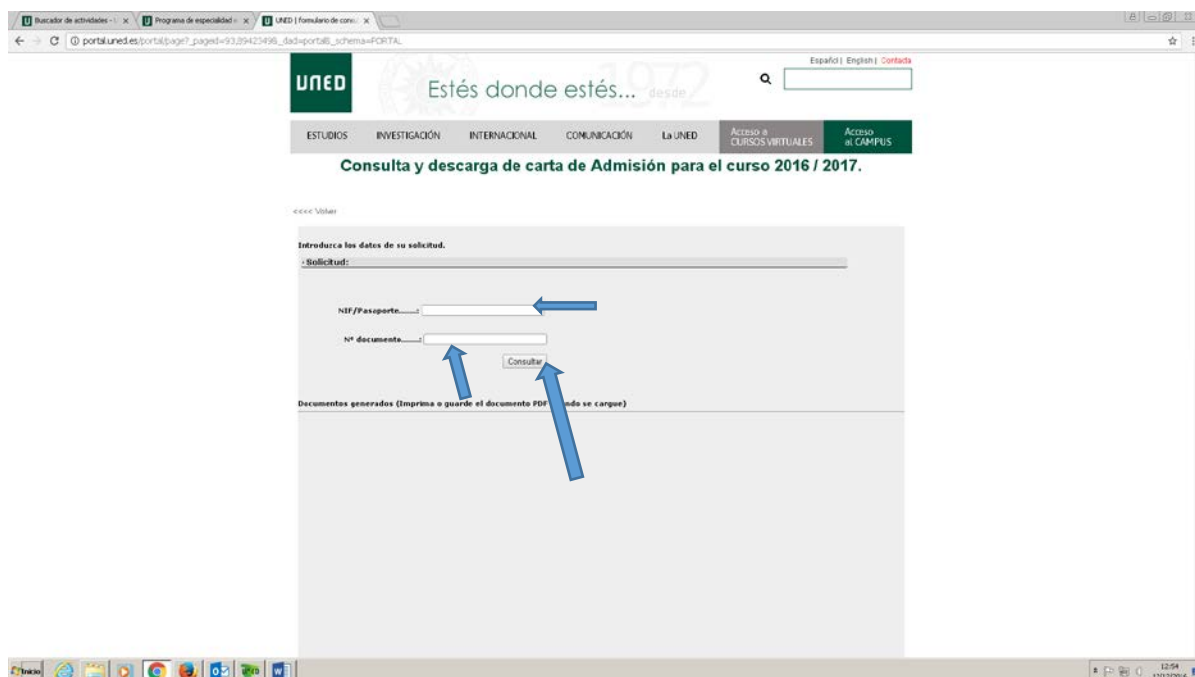 Buscador de actividades - U
Programa de especialidad e
UNED | formulario de consu
portal.uned.es/portal/page?_pageid=93,8942549&_dad=portal&_schema=PORTAL
Español | English | Contacta
UNED
Estés donde estés...
desde 1972
ESTUDIOS INVESTIGACIÓN INTERNACIONAL COMUNICACIÓN La UNED Acceso a CURSOS VIRTUALES Acceso al CAMPUS
Consulta y descarga de carta de Admisión para el curso 2016 / 2017.
<<<< Volver
Introduzca los datos de su solicitud.
· Solicitud:
NIF/Pasaporte.......:
Nº documento.......:
Consultar
Documentos generados (Imprima o guarde el documento PDF cuando se cargue)
Inicio
12:54